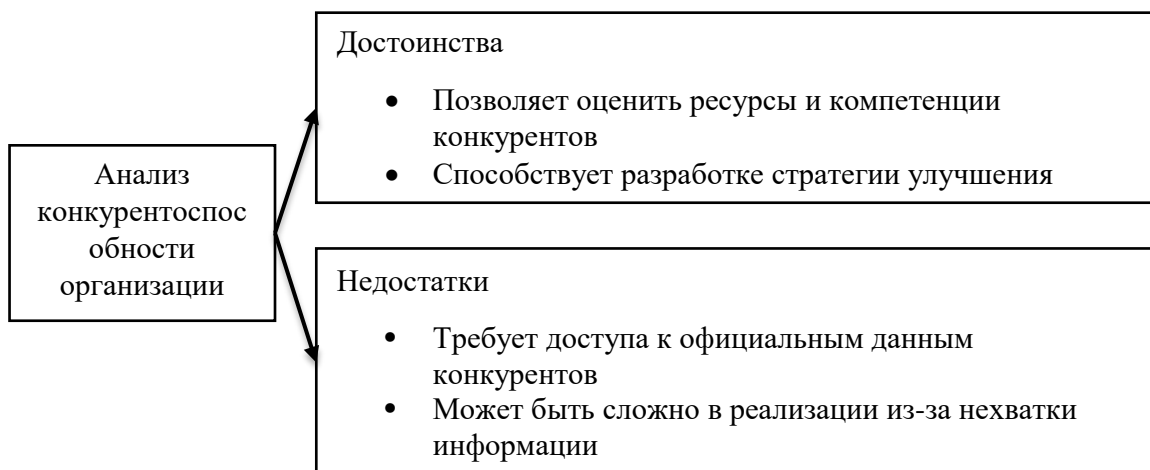 Анализ
конкурентоспос
обности
организации
Достоинства
• Позволяет оценить ресурсы и компетенции
конкурентов
• Способствует разработке стратегии улучшения
Недостатки
• Требует доступа к официальным данным
конкурентов
• Может быть сложно в реализации из-за нехватки
информации